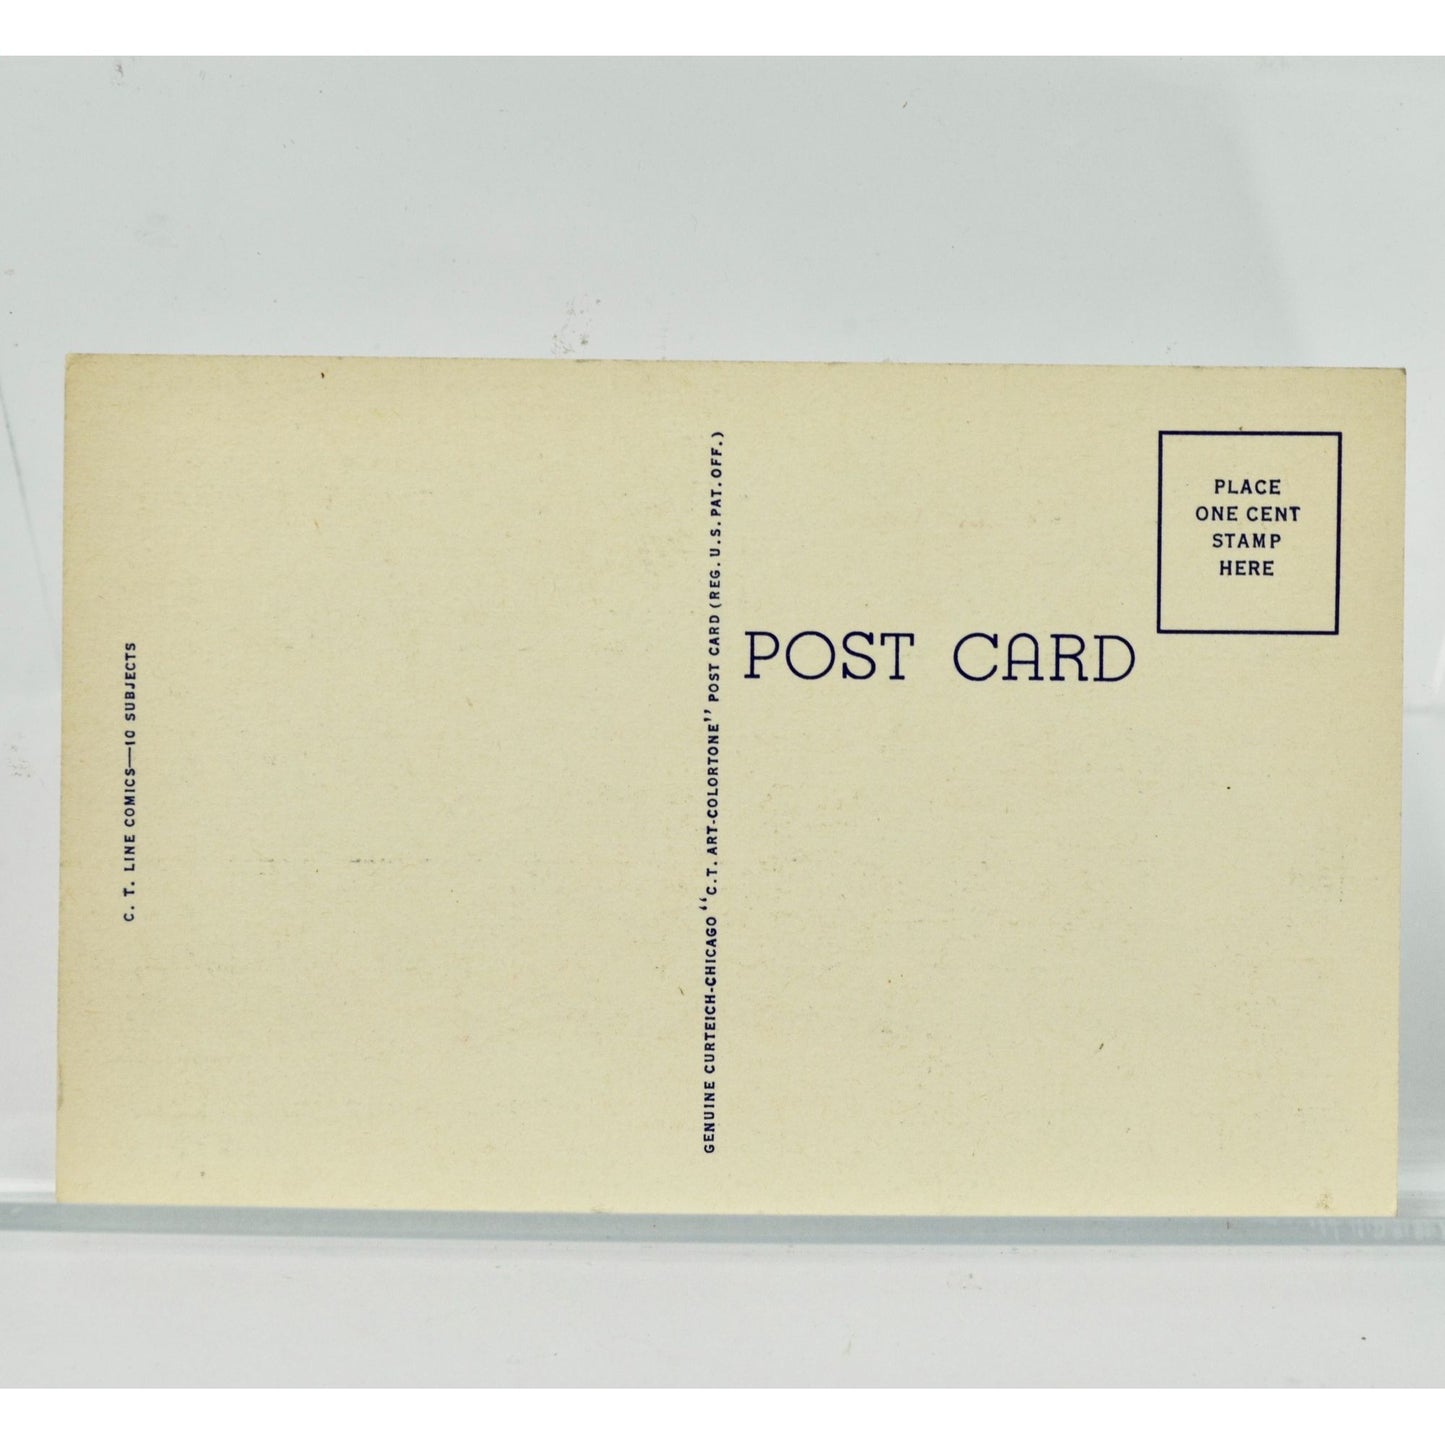 C. T. LINE COMICS—10 SUBJECTS
GENUINE CURTEICH-CHICAGO "C.T. ART-COLORTONE" POST CARD (REG. U.S. PAT. OFF.)
POST CARD
PLACE
ONE CENT
STAMP
HERE